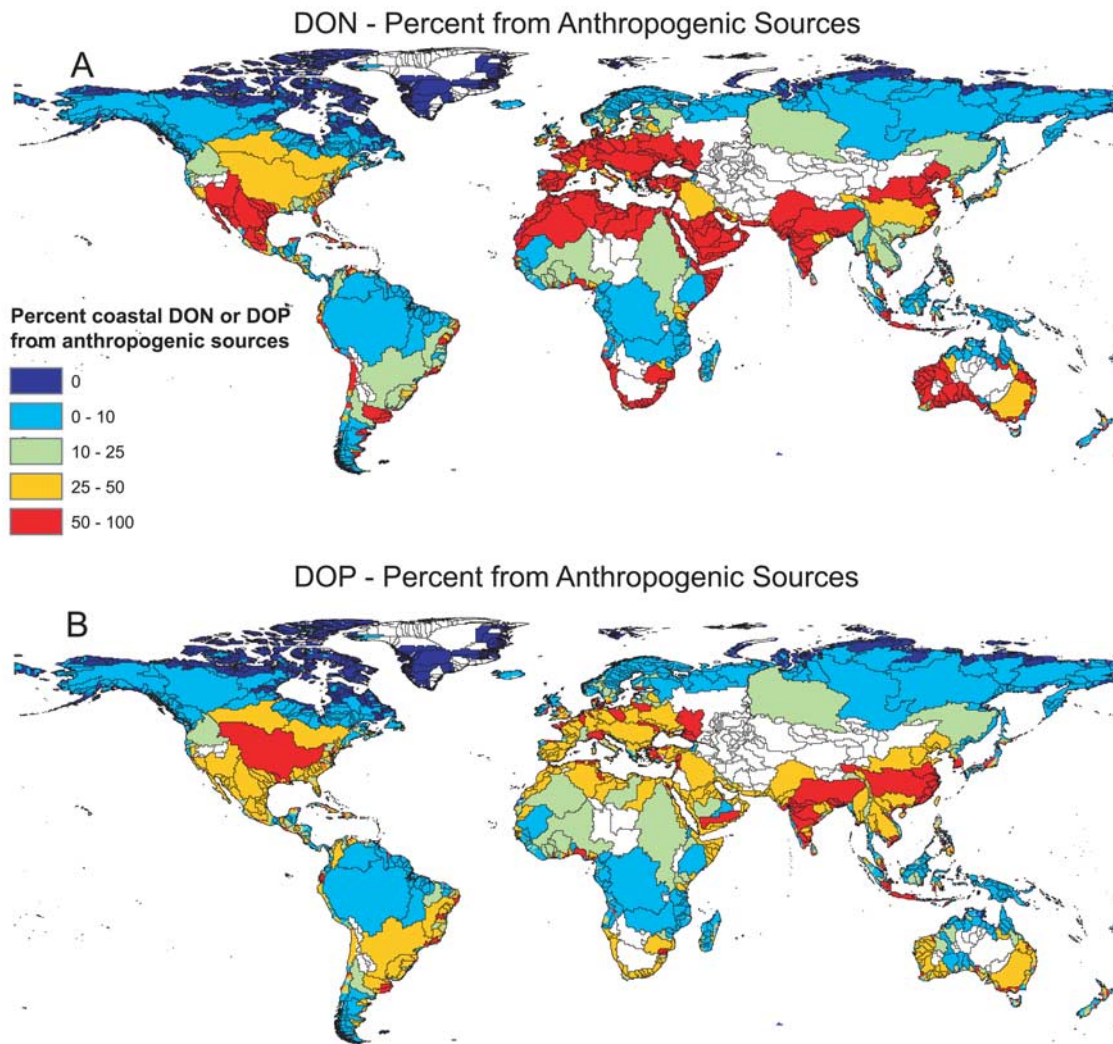 DON - Percent from Anthropogenic Sources
A
Percent coastal DON or DOP
from anthropogenic sources
0
0 - 10
10 - 25
25 - 50
50 - 100
DOP - Percent from Anthropogenic Sources
B